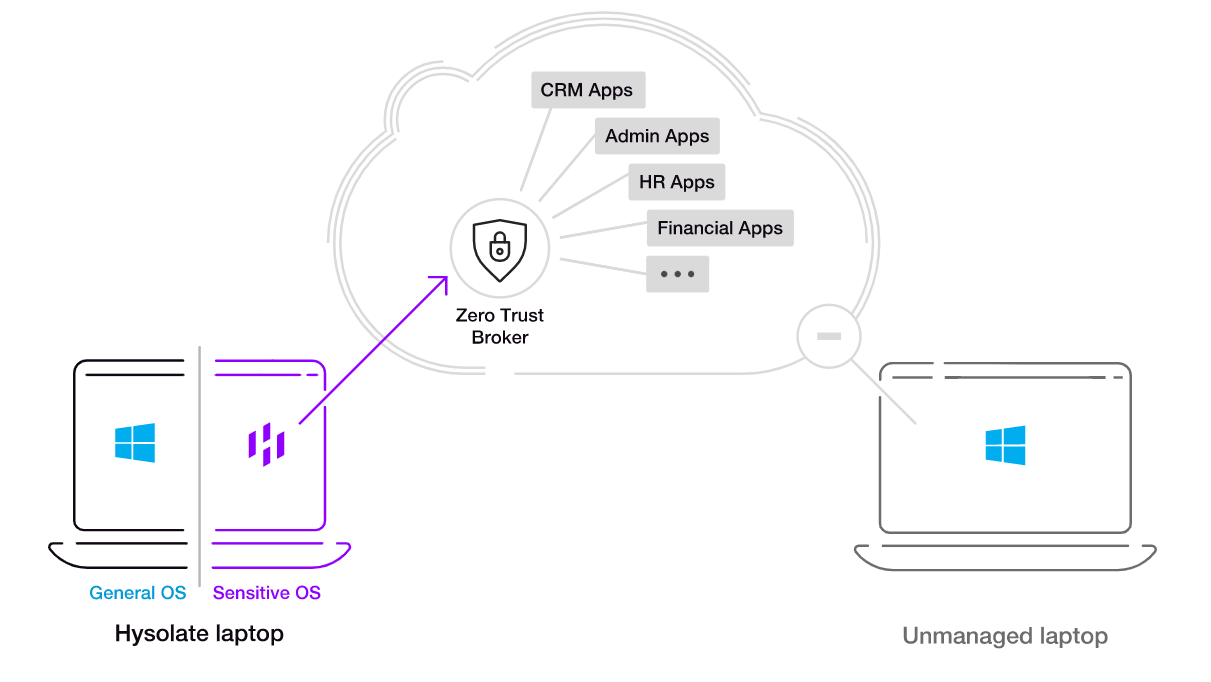 CRM Apps
Admin Apps
HR Apps
Financial Apps
•••
Zero Trust
Broker
General OS
Sensitive OS
Hysolate laptop
Unmanaged laptop